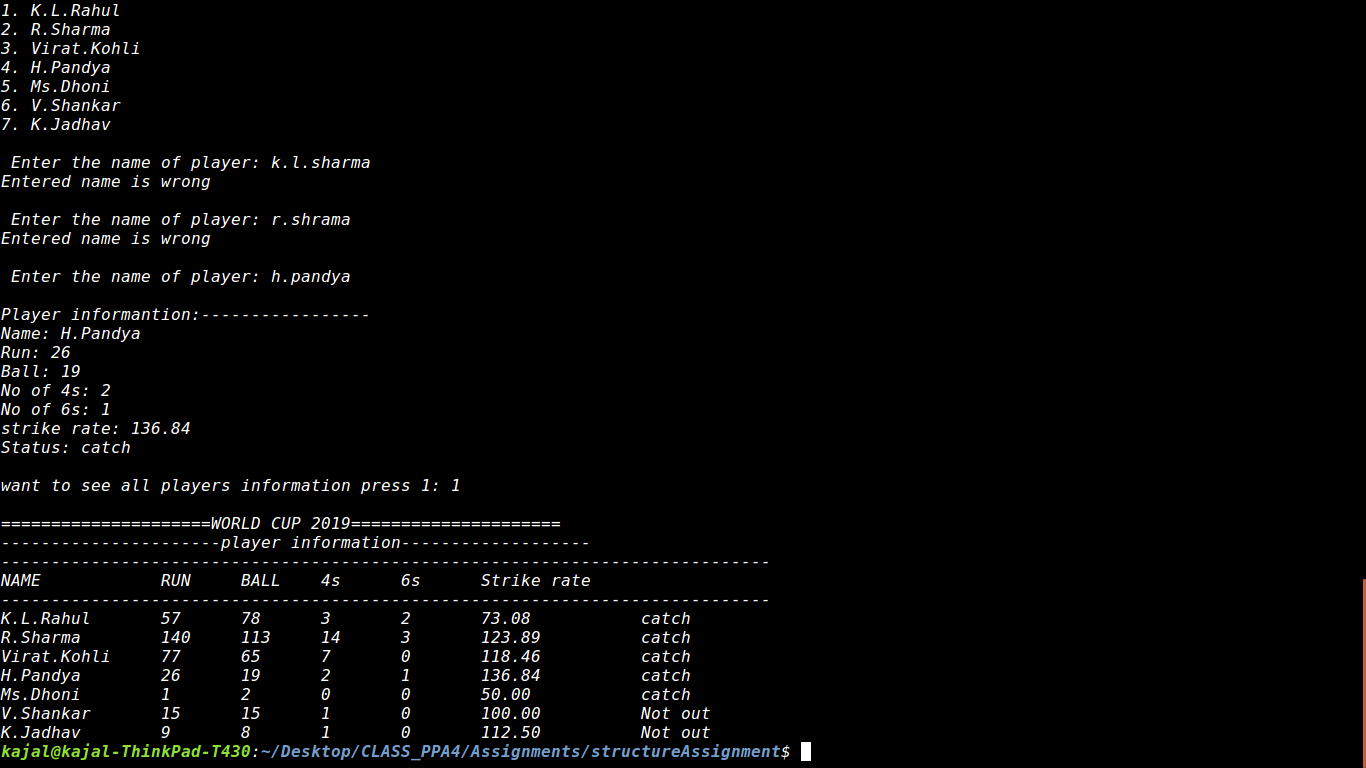 1. K.L.Rahul
2. R.Sharma
3. Virat.Kohli
4. H.Pandya
5. Ms.Dhoni
6. V.Shankar
7. K.Jadhav
Enter the name of player: k.l.sharma
Entered name is wrong
Enter the name of player: r.shrama
Entered name is wrong
Enter the name of player: h.pandya
Player informantion:-----------------
Name: H.Pandya
Run: 26
Ball: 19
No of 4s: 2
No of 6s: 1
strike rate: 136.84
Status: catch
want to see all players information press 1: 1
=====================WORLD CUP 2019=====================
----------------------player information-------------------
-----------------------------------------------------------------------------
NAME RUN BALL 4s 6s Strike rate
-----------------------------------------------------------------------------
K.L.Rahul 57 78 3 2 73.08 catch
R.Sharma 140 113 14 3 123.89 catch
Virat.Kohli 77 65 7 0 118.46 catch
H.Pandya 26 19 2 1 136.84 catch
Ms.Dhoni 1 2 0 0 50.00 catch
V.Shankar 15 15 1 0 100.00 Not out
K.Jadhav 9 8 1 0 112.50 Not out
kajal@kajal-ThinkPad-T430:~/Desktop/CLASS_PPA4/Assignments/structureAssignment$